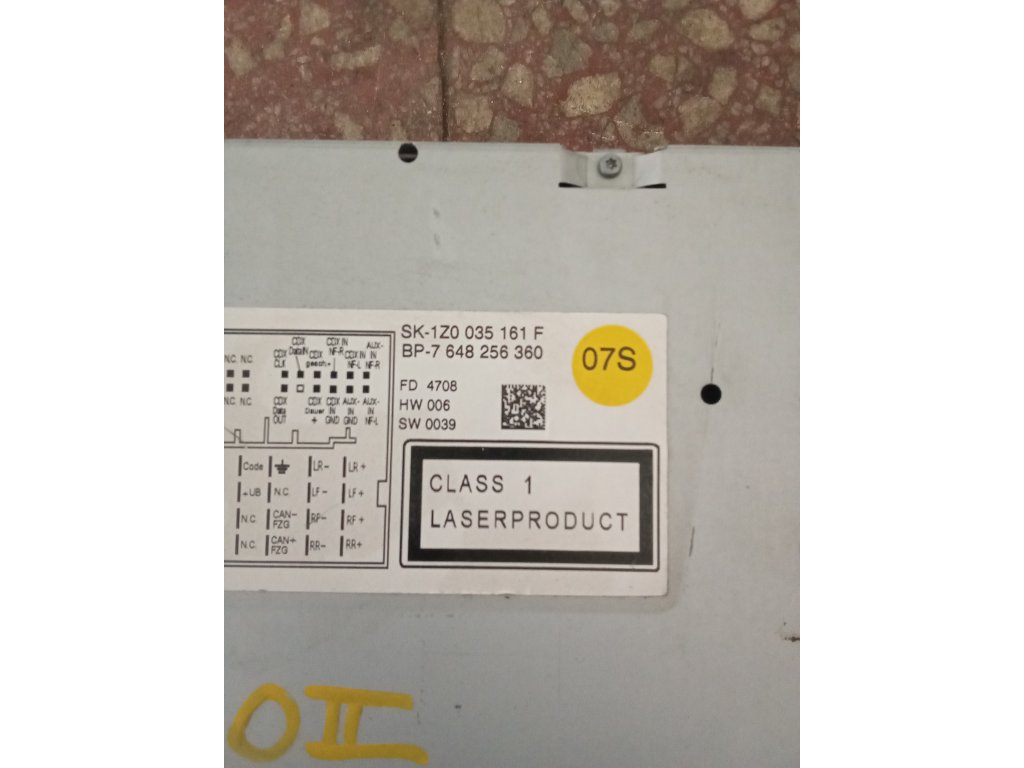 SK-1Z0 035 161 F
BP-7 648 256 360
07S
FD 4708
HW 006
SW 0039
CLASS 1
LASERPRODUCT
N.C. N.C.
CDX CLK
CDX Data IN
CDX gesch.+
CDX IN NF-R
CDX IN NF-L
AUX- IN NF-R
N.C. N.C.
CDX Data OUT
CDX Dauer +
CDX IN GND
AUX- IN GND
AUX- IN NF-L
Code LR- LR+
+UB N.C. LF- LF+
N.C. CAN- FZG RF- RF+
N.C. CAN+ FZG RR- RR+
OII